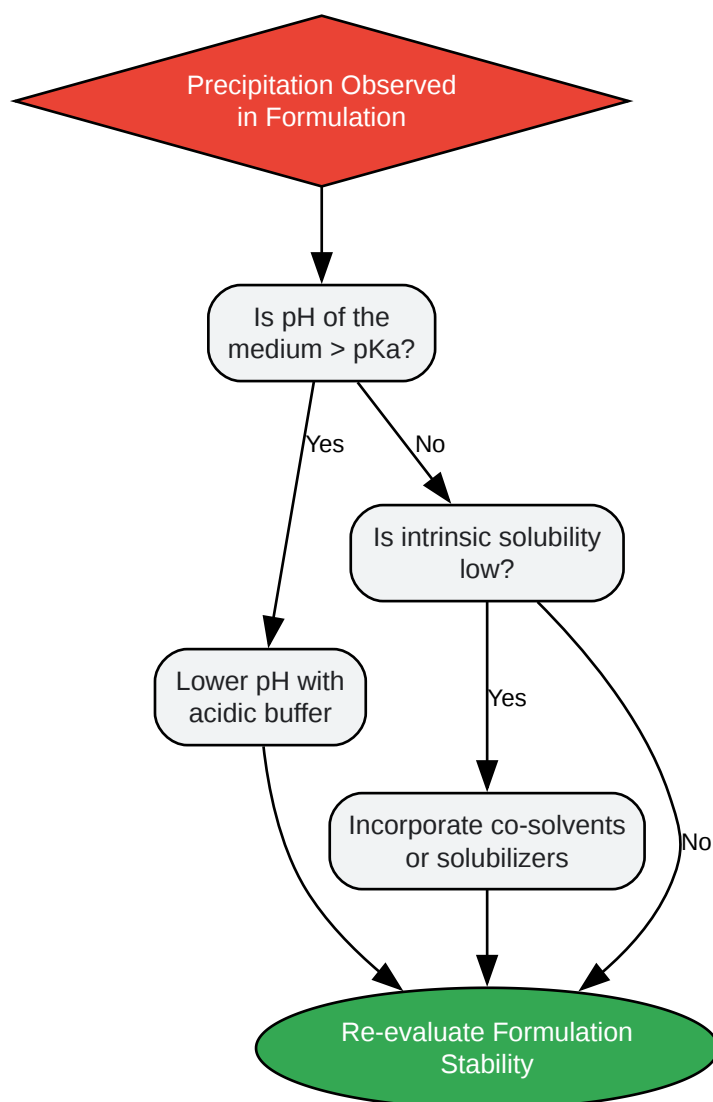 Precipitation Observed
in Formulation
Is pH of the
medium > pKa?
Yes
No
Is intrinsic solubility
low?
Lower pH with
acidic buffer
Yes
Incorporate co-solvents
or solubilizers
No
Re-evaluate Formulation
Stability